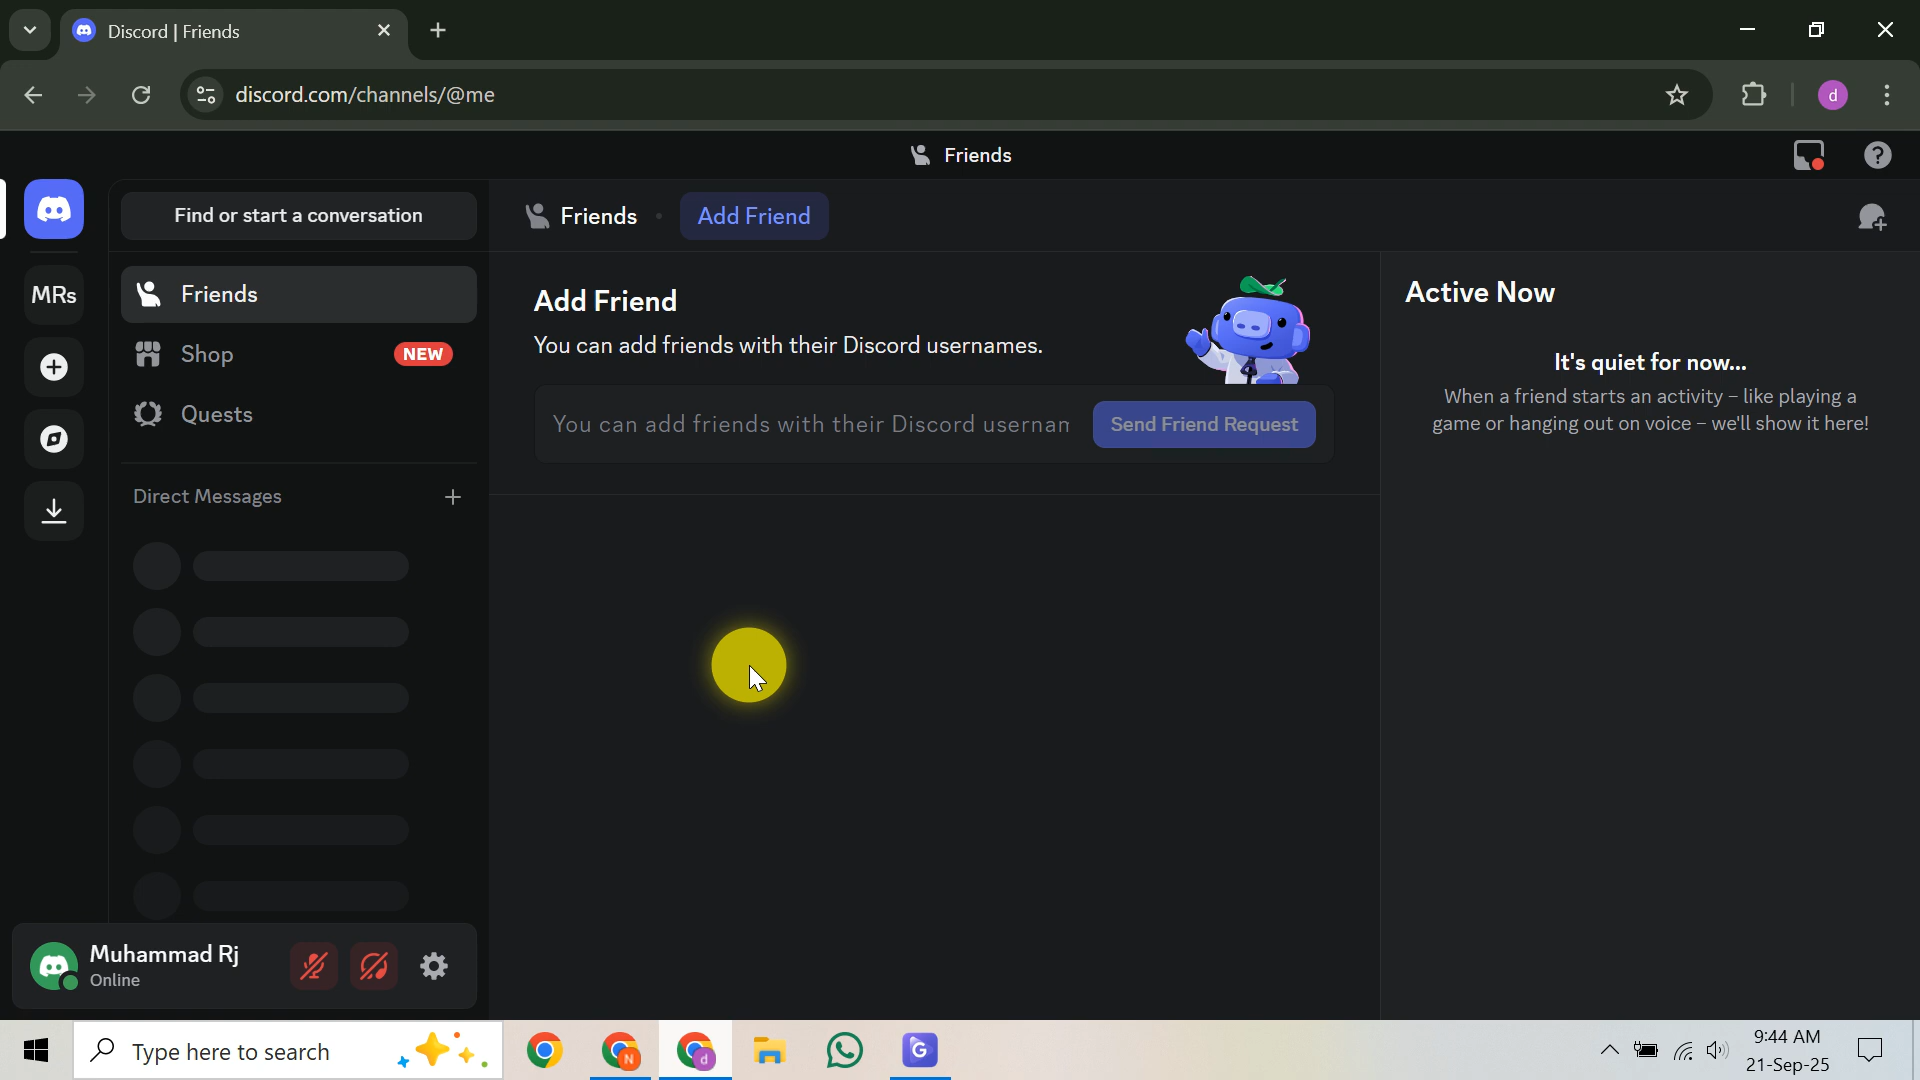 Discord | Friends
discord.com/channels/@me
d
Friends
Find or start a conversation
Friends
Add Friend
MRs
Friends
Shop
NEW
Quests
Direct Messages
Add Friend
You can add friends with their Discord usernames.
You can add friends with their Discord usernam
Send Friend Request
Active Now
It's quiet for now...
When a friend starts an activity – like playing a
game or hanging out on voice – we'll show it here!
Muhammad Rj
Online
Type here to search
N
d
G
9:44 AM
21-Sep-25